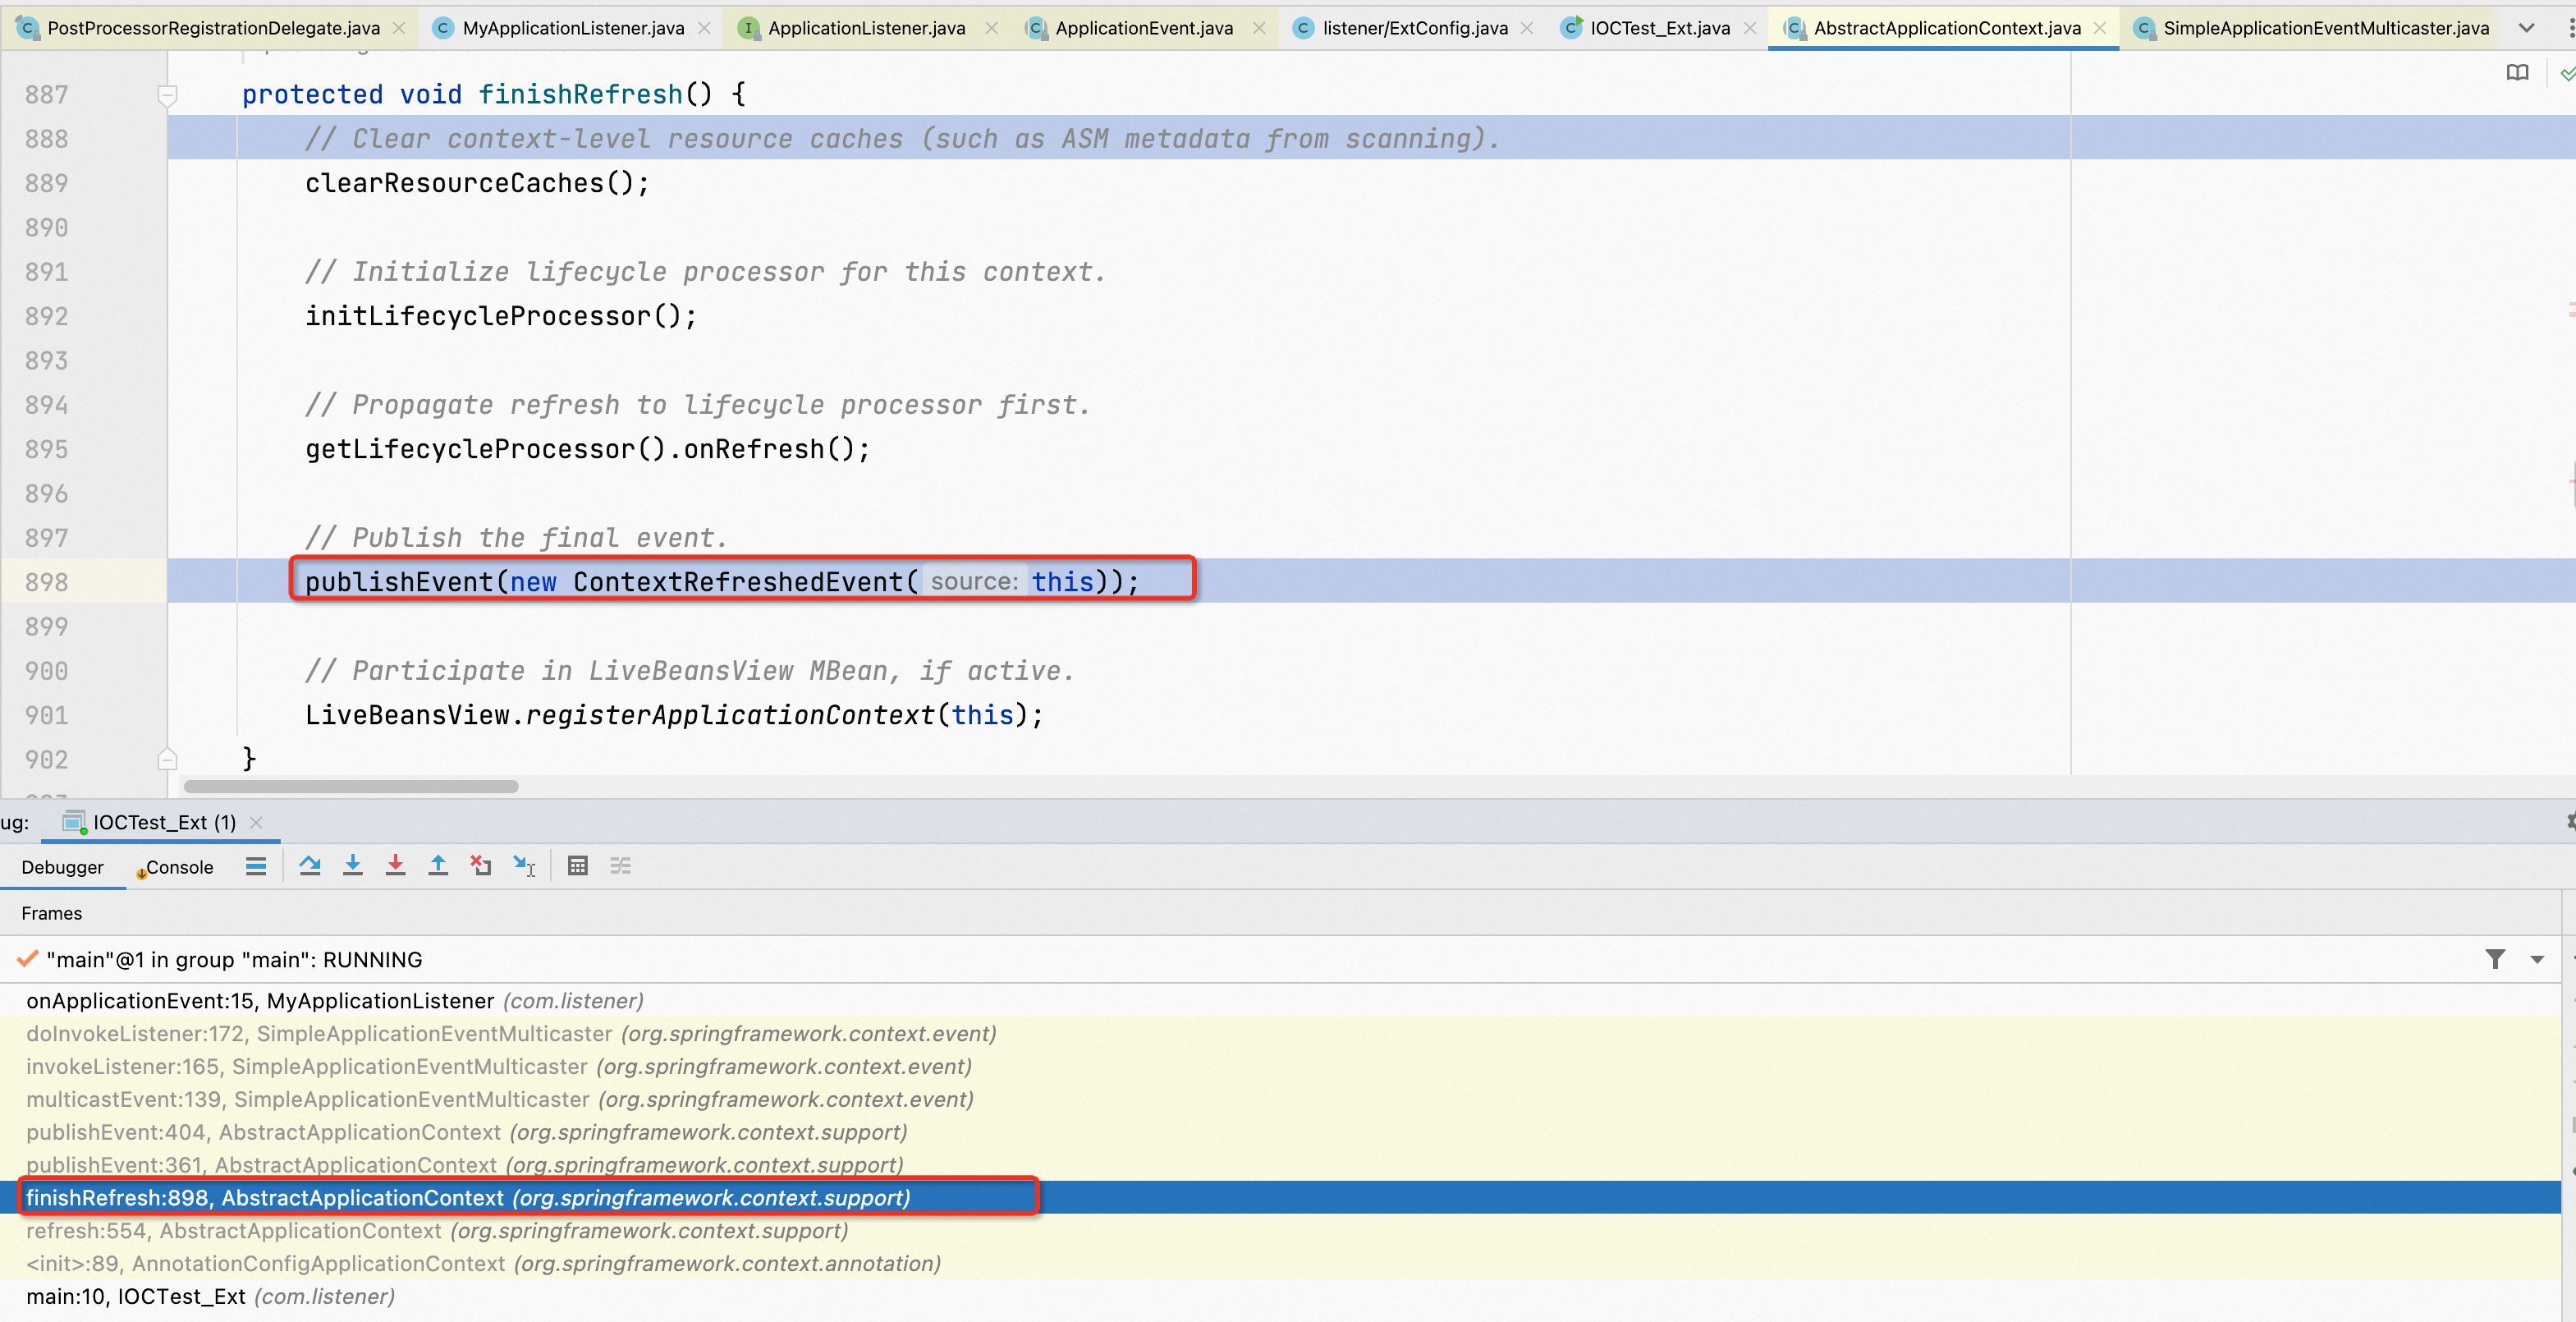 PostProcessorRegistrationDelegate.java MyApplicationListener.java ApplicationListener.java ApplicationEvent.java listener/ExtConfig.java IOCTest_Ext.java AbstractApplicationContext.java SimpleApplicationEventMulticaster.java
887 protected void finishRefresh() {
888 // Clear context-level resource caches (such as ASM metadata from scanning).
889 clearResourceCaches();
890
891 // Initialize lifecycle processor for this context.
892 initLifecycleProcessor();
893
894 // Propagate refresh to lifecycle processor first.
895 getLifecycleProcessor().onRefresh();
896
897 // Publish the final event.
898 publishEvent(new ContextRefreshedEvent( source: this));
899
900 // Participate in LiveBeansView MBean, if active.
901 LiveBeansView.registerApplicationContext(this);
902 }
ug: IOCTest_Ext (1)
Debugger Console
Frames
"main"@1 in group "main": RUNNING
onApplicationEvent:15, MyApplicationListener (com.listener)
doInvokeListener:172, SimpleApplicationEventMulticaster (org.springframework.context.event)
invokeListener:165, SimpleApplicationEventMulticaster (org.springframework.context.event)
multicastEvent:139, SimpleApplicationEventMulticaster (org.springframework.context.event)
publishEvent:404, AbstractApplicationContext (org.springframework.context.support)
publishEvent:361, AbstractApplicationContext (org.springframework.context.support)
finishRefresh:898, AbstractApplicationContext (org.springframework.context.support)
refresh:554, AbstractApplicationContext (org.springframework.context.support)
<init>:89, AnnotationConfigApplicationContext (org.springframework.context.annotation)
main:10, IOCTest_Ext (com.listener)